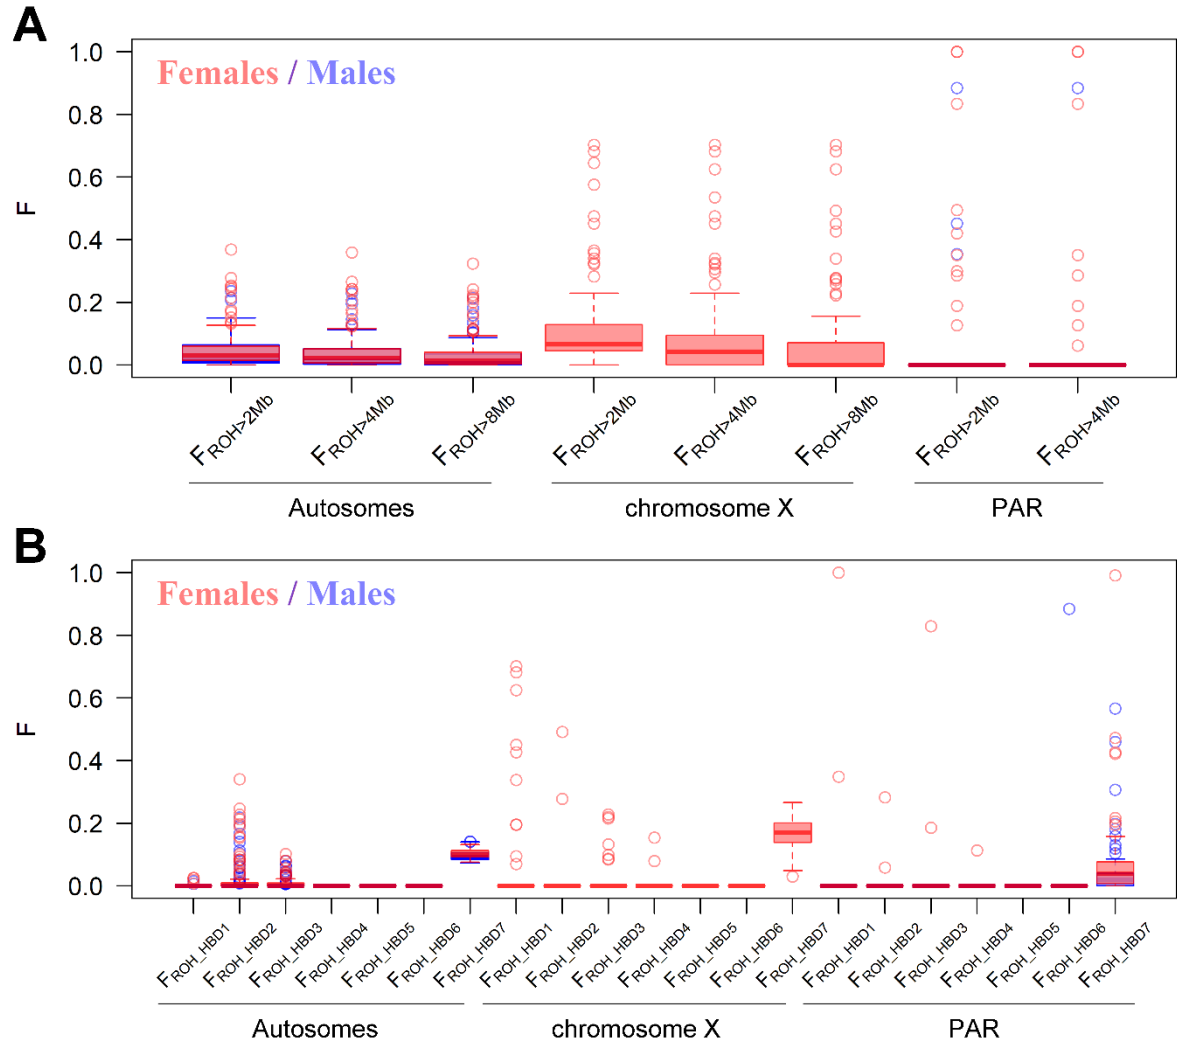 A
Females / Males
1.0
0.8
0.6
0.4
0.2
0.0
F
FROH>2Mb
FROH>4Mb
FROH>8Mb
FROH>2Mb
FROH>4Mb
FROH>8Mb
FROH>2Mb
FROH>4Mb
Autosomes
chromosome X
PAR
B
Females / Males
1.0
0.8
0.6
0.4
0.2
0.0
F
FROH_HBD1
FROH_HBD2
FROH_HBD3
FROH_HBD4
FROH_HBD5
FROH_HBD6
FROH_HBD7
FROH_HBD1
FROH_HBD2
FROH_HBD3
FROH_HBD4
FROH_HBD5
FROH_HBD6
FROH_HBD7
FROH_HBD1
FROH_HBD2
FROH_HBD3
FROH_HBD4
FROH_HBD5
FROH_HBD6
FROH_HBD7
Autosomes
chromosome X
PAR